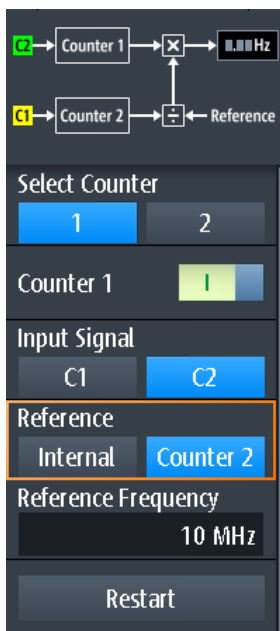 C2 Counter 1 × ▮.▮▮Hz
C1 Counter 2 ÷ Reference
Select Counter
1 2
Counter 1 I
Input Signal
C1 C2
Reference
Internal Counter 2
Reference Frequency
10 MHz
Restart